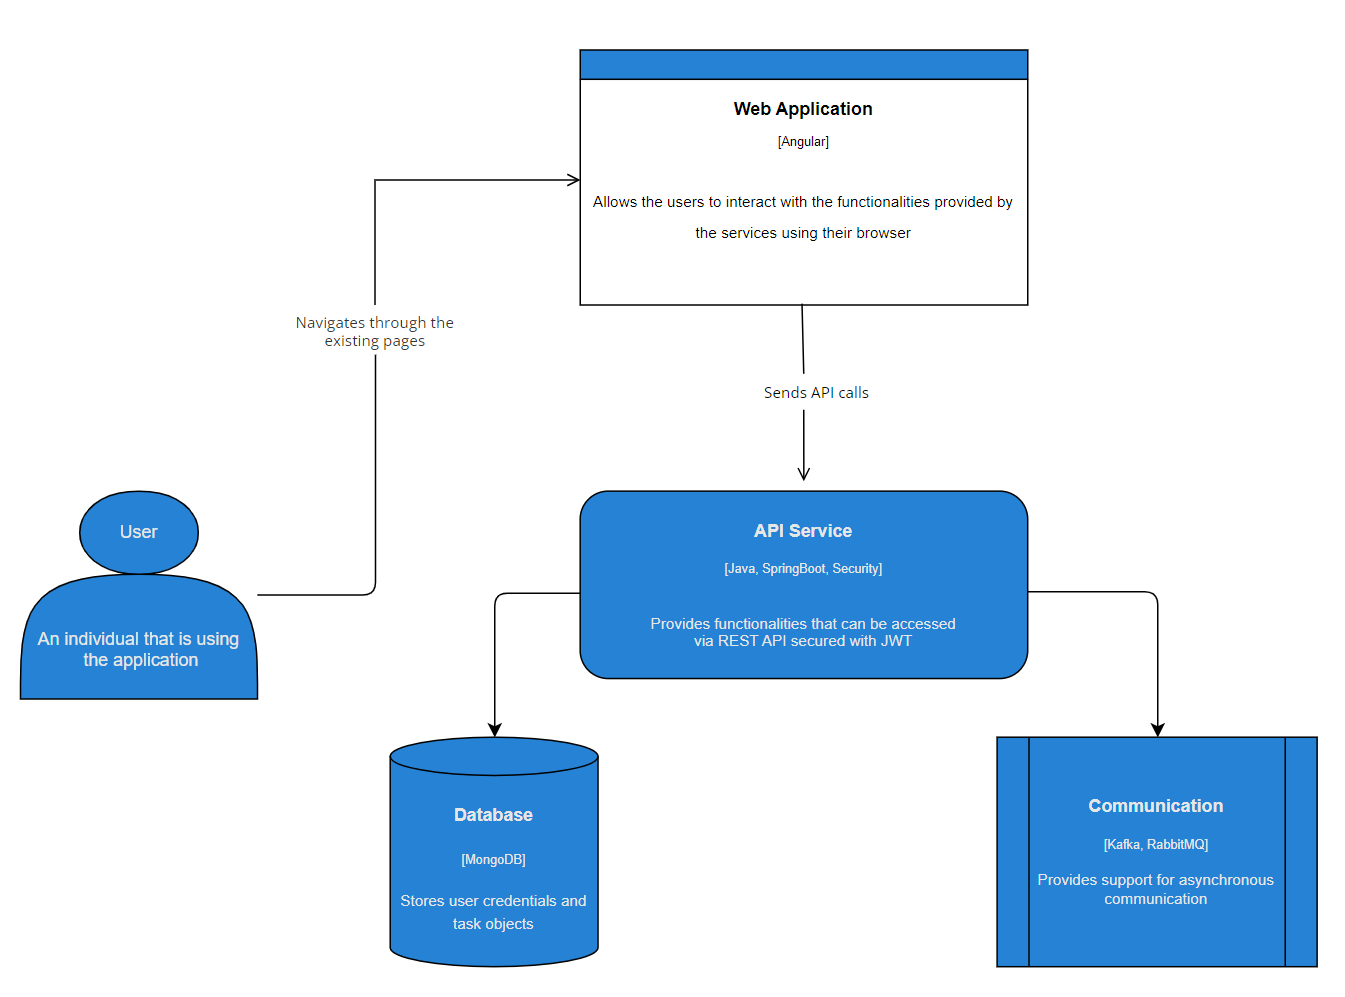 Web Application
[Angular]
Allows the users to interact with the functionalities provided by
the services using their browser
Navigates through the
existing pages
Sends API calls
User
An individual that is using
the application
API Service
[Java, SpringBoot, Security]
Provides functionalities that can be accessed
via REST API secured with JWT
Database
[MongoDB]
Stores user credentials and
task objects
Communication
[Kafka, RabbitMQ]
Provides support for asynchronous
communication